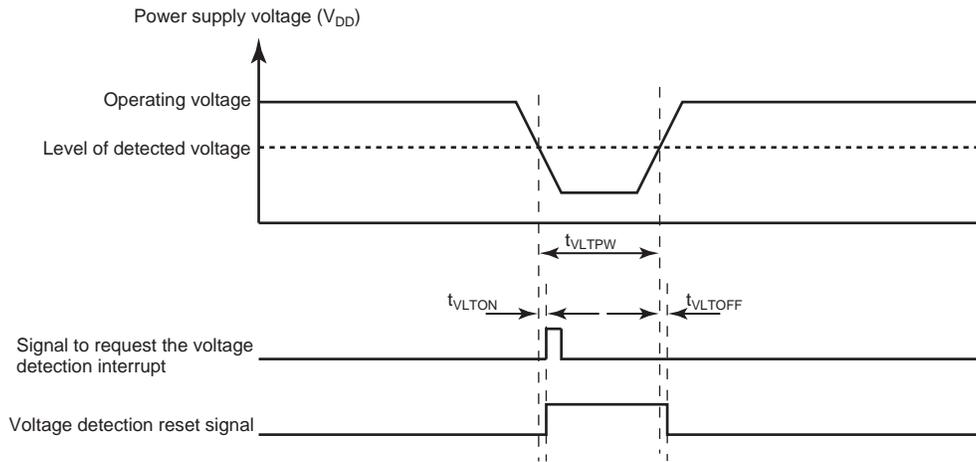 Power supply voltage (VDD)
Operating voltage
Level of detected voltage
tVLTPW
tVLTON
tVLTOFF
Signal to request the voltage
detection interrupt
Voltage detection reset signal